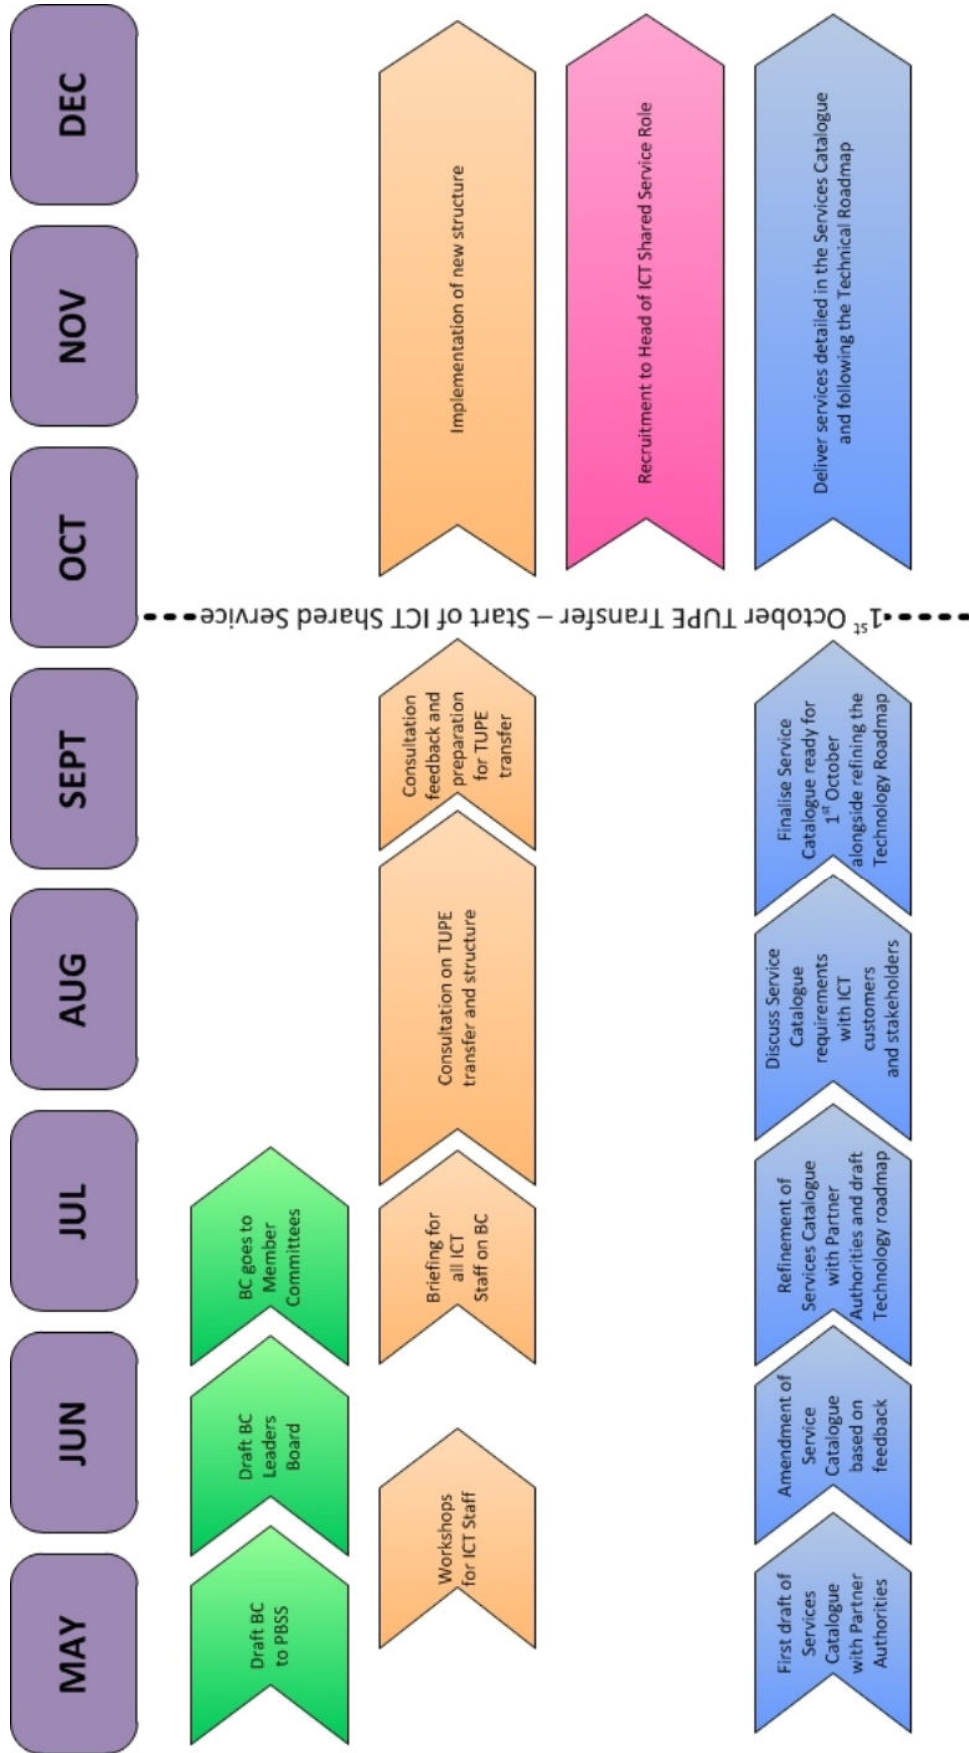 MAY
JUN
JUL
AUG
SEPT
OCT
NOV
DEC
Draft BC
to PBSS
Draft BC
Leaders
Board
BC goes to
Member
Committees
Workshops
for ICT Staff
Briefing for
all ICT
Staff on BC
Consultation on TUPE
transfer and structure
Consultation
feedback and
preparation
for TUPE
transfer
1st October TUPE Transfer – Start of ICT Shared Service
Implementation of new structure
Recruitment to Head of ICT Shared Service Role
First draft of
Services
Catalogue
with Partner
Authorities
Amendment of
Service
Catalogue
based on
feedback
Refinement of
Services Catalogue
with Partner
Authorities and draft
Technology roadmap
Discuss Service
Catalogue
requirements
with ICT
customers
and stakeholders
Finalise Service
Catalogue ready for
1st October
alongside refining the
Technology Roadmap
Deliver services detailed in the Services Catalogue
and following the Technical Roadmap